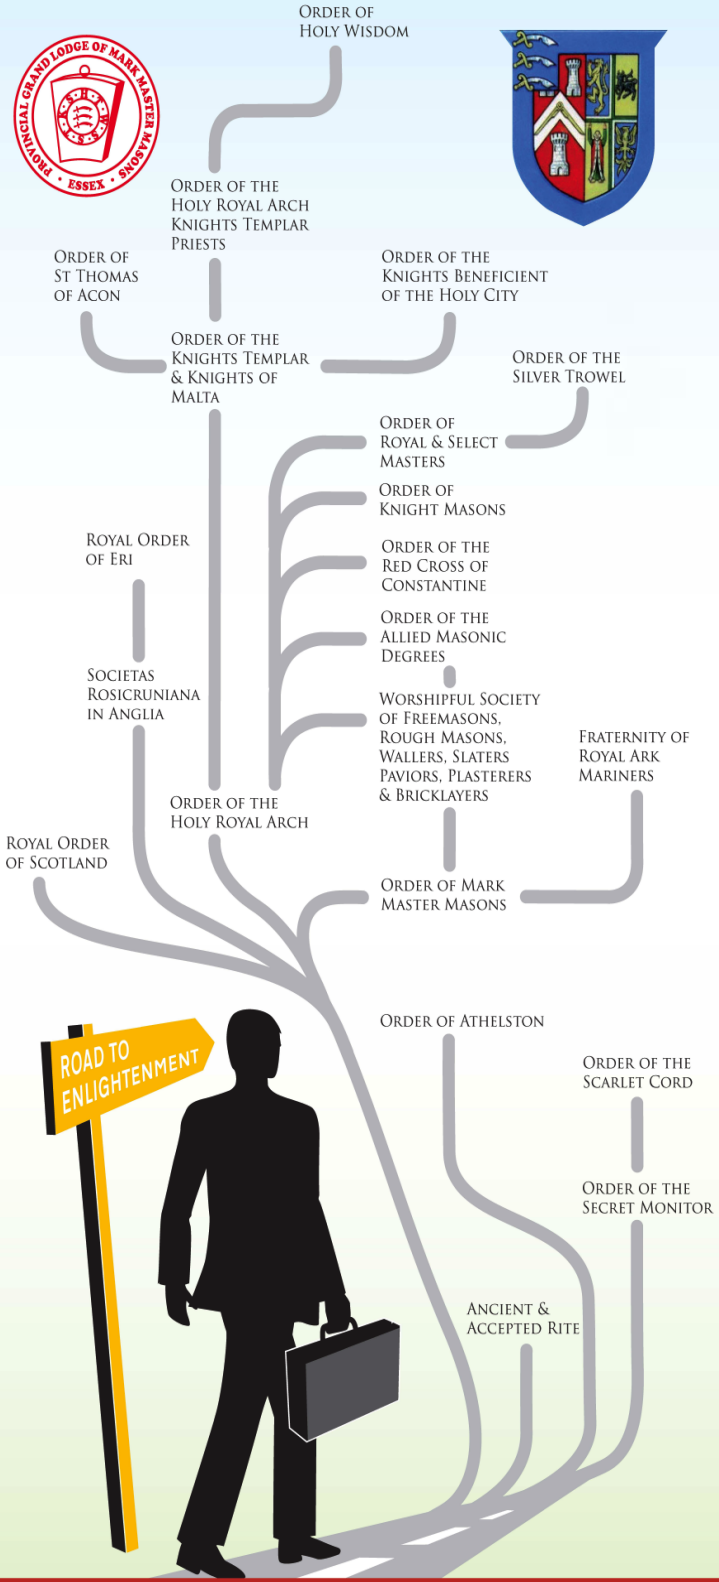 ORDER OF
HOLY WISDOM
PROVINCIAL GRAND LODGE OF MARK MASTER MASONS
• ESSEX •
ORDER OF THE
HOLY ROYAL ARCH
KNIGHTS TEMPLAR
PRIESTS
ORDER OF
ST THOMAS
OF ACON
ORDER OF THE
KNIGHTS BENEFICIENT
OF THE HOLY CITY
ORDER OF THE
KNIGHTS TEMPLAR
& KNIGHTS OF
MALTA
ORDER OF THE
SILVER TROWEL
ORDER OF
ROYAL & SELECT
MASTERS
ORDER OF
KNIGHT MASONS
ROYAL ORDER
OF ERI
ORDER OF THE
RED CROSS OF
CONSTANTINE
ORDER OF THE
ALLIED MASONIC
DEGREES
SOCIETAS
ROSICRUNIANA
IN ANGLIA
WORSHIPFUL SOCIETY
OF FREEMASONS,
ROUGH MASONS,
WALLERS, SLATERS
PAVIORS, PLASTERERS
& BRICKLAYERS
FRATERNITY OF
ROYAL ARK
MARINERS
ORDER OF THE
HOLY ROYAL ARCH
ROYAL ORDER
OF SCOTLAND
ORDER OF MARK
MASTER MASONS
ORDER OF ATHELSTON
ROAD TO
ENLIGHTENMENT
ORDER OF THE
SCARLET CORD
ORDER OF THE
SECRET MONITOR
ANCIENT &
ACCEPTED RITE